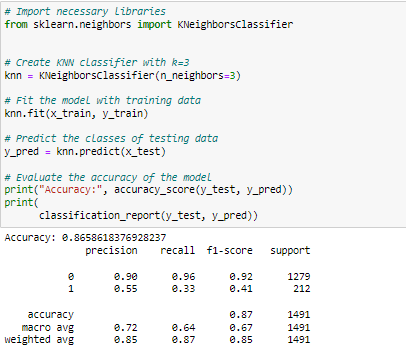 # Import necessary libraries
from sklearn.neighbors import KNeighborsClassifier
# Create KNN classifier with k=3
knn = KNeighborsClassifier(n_neighbors=3)
# Fit the model with training data
knn.fit(x_train, y_train)
# Predict the classes of testing data
y_pred = knn.predict(x_test)
# Evaluate the accuracy of the model
print("Accuracy:", accuracy_score(y_test, y_pred))
print(
classification_report(y_test, y_pred))
Accuracy: 0.8658618376928237
precision recall f1-score support
0 0.90 0.96 0.92 1279
1 0.55 0.33 0.41 212
accuracy 0.87 1491
macro avg 0.72 0.64 0.67 1491
weighted avg 0.85 0.87 0.85 1491